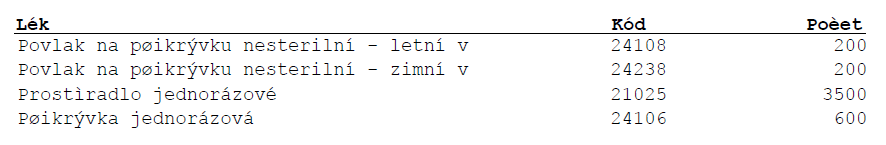 Lék Kód Poèet
Povlak na pøikrývku nesterilní - letní v 24108 200
Povlak na pøikrývku nesterilní - zimní v 24238 200
Prostìradlo jednorázové 21025 3500
Pøikrývka jednorázová 24106 600